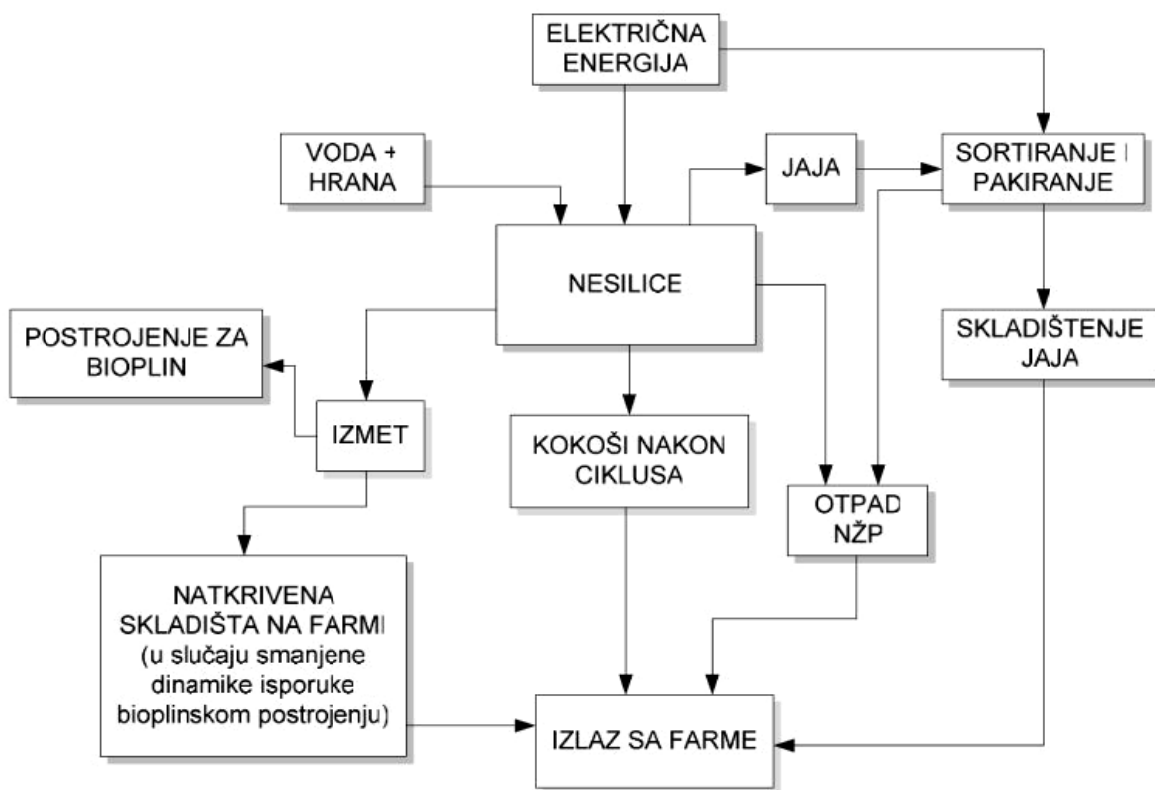 ELEKTRIČNA
ENERGIJA
VODA +
HRANA
JAJA
SORTIRANJE I
PAKIRANJE
NESILICE
POSTROJENJE ZA
BIOPLIN
SKLADIŠTENJE
JAJA
IZMET
KOKOŠI NAKON
CIKLUSA
OTPAD
NŽP
NATKRIVENA
SKLADIŠTA NA FARMI
(u slučaju smanjene
dinamike isporuke
bioplinskom postrojenju)
IZLAZ SA FARME